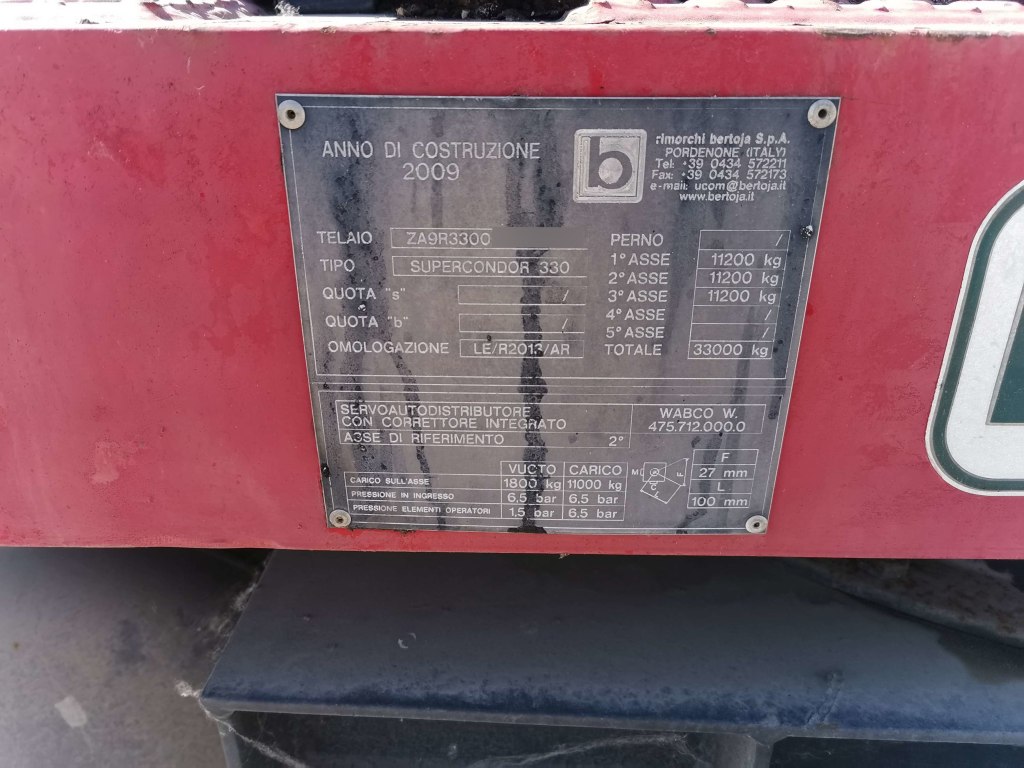 ANNO DI COSTRUZIONE
2009
b
rimorchi bertoja S.p.A.
PORDENONE (ITALY)
Tel: +39 0434 572211
Fax: +39 0434 572173
e-mail: ucom@bertoja.it
www.bertoja.it
TELAIO ZA9R3300
TIPO SUPERCONDOR 330
QUOTA "s" /
QUOTA "b" /
OMOLOGAZIONE LE/R2013/AR
PERNO /
1° ASSE 11200 kg
2° ASSE 11200 kg
3° ASSE 11200 kg
4° ASSE /
5° ASSE /
TOTALE 33000 kg
SERVOAUTODISTRIBUTORE
CON CORRETTORE INTEGRATO
WABCO W.
475.712.000.0
ASSE DI RIFERIMENTO 2°
VUOTO CARICO
CARICO SULL'ASSE 1800 kg 11000 kg
PRESSIONE IN INGRESSO 6,5 bar 6,5 bar
PRESSIONE ELEMENTI OPERATORI 1,5 bar 6,5 bar
M F L
F
27 mm
L
100 mm